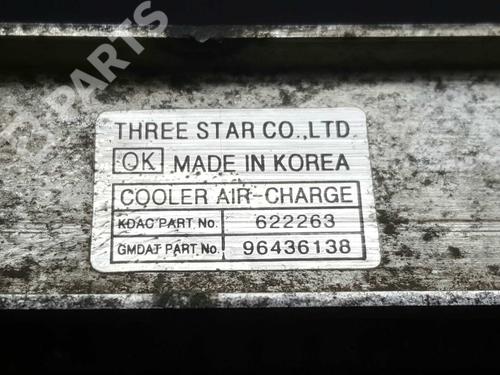 B PARTS
THREE STAR CO.,LTD.
OK MADE IN KOREA
COOLER AIR-CHARGE
KDAC PART No. 622263
GMDAT PART No. 96436138